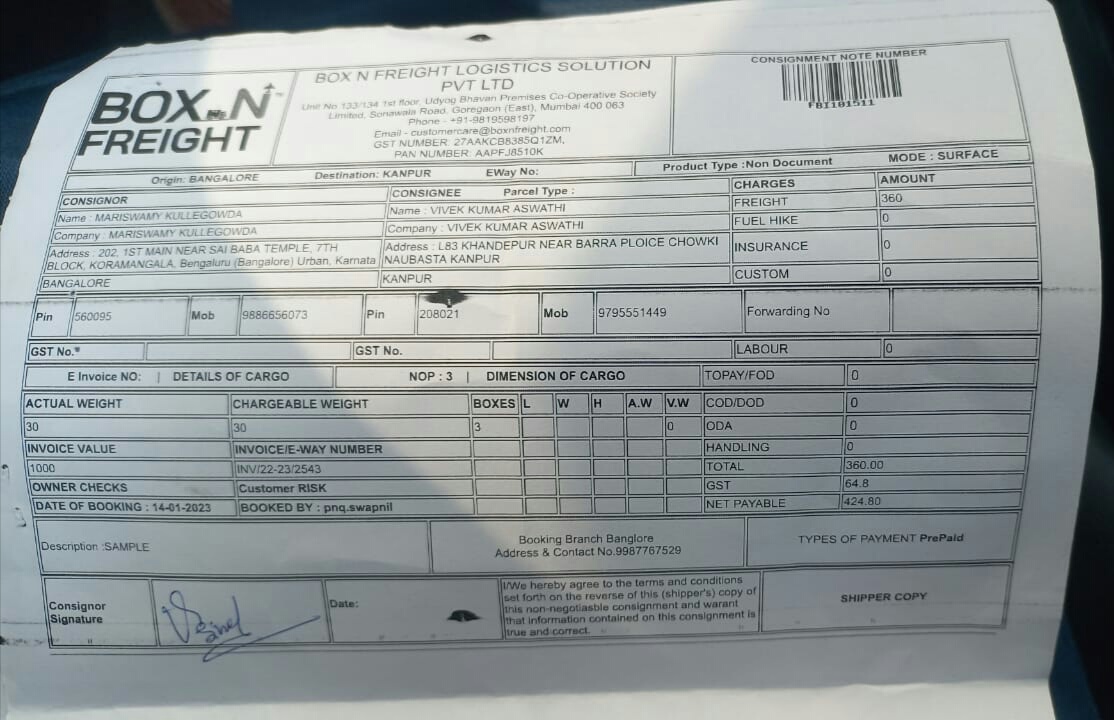 BOX N FREIGHT
BOX N FREIGHT LOGISTICS SOLUTION PVT LTD
Unit No 133/134 1st floor, Udyog Bhavan Premises Co-Operative Society
Limited, Sonawala Road, Goregaon (East), Mumbai 400 063
Phone - +91-9819598197
Email - customercare@boxnfreight.com
GST NUMBER: 27AAKCB8385Q1ZM,
PAN NUMBER: AAPFJ8510K
CONSIGNMENT NOTE NUMBER
FBI101511
Origin: BANGALORE Destination: KANPUR EWay No: Product Type :Non Document MODE : SURFACE
CONSIGNOR CONSIGNEE Parcel Type : CHARGES AMOUNT
Name : MARISWAMY KULLEGOWDA Name : VIVEK KUMAR ASWATHI FREIGHT 360
Company : MARISWAMY KULLEGOWDA Company : VIVEK KUMAR ASWATHI FUEL HIKE 0
Address : 202, 1ST MAIN NEAR SAI BABA TEMPLE, 7TH Address : L83 KHANDEPUR NEAR BARRA PLOICE CHOWKI INSURANCE 0
BLOCK, KORAMANGALA, Bengaluru (Bangalore) Urban, Karnata NAUBASTA KANPUR
BANGALORE KANPUR CUSTOM 0
Pin 560095 Mob 9886656073 Pin 208021 Mob 9795551449 Forwarding No
GST No.* GST No. LABOUR 0
E Invoice NO: | DETAILS OF CARGO NOP : 3 | DIMENSION OF CARGO TOPAY/FOD 0
ACTUAL WEIGHT CHARGEABLE WEIGHT BOXES L W H A.W V.W COD/DOD 0
30 30 3 0 ODA 0
INVOICE VALUE INVOICE/E-WAY NUMBER HANDLING 0
1000 INV/22-23/2543 TOTAL 360.00
OWNER CHECKS Customer RISK GST 64.8
DATE OF BOOKING : 14-01-2023 BOOKED BY : pnq.swapnil NET PAYABLE 424.80
Description :SAMPLE
Booking Branch Banglore
Address & Contact No.9987767529
TYPES OF PAYMENT PrePaid
Consignor
Signature
Date:
I/We hereby agree to the terms and conditions
set forth on the reverse of this (shipper's) copy of
this non-negotiasble consignment and warant
that information contained on this consignment is
true and correct.
SHIPPER COPY